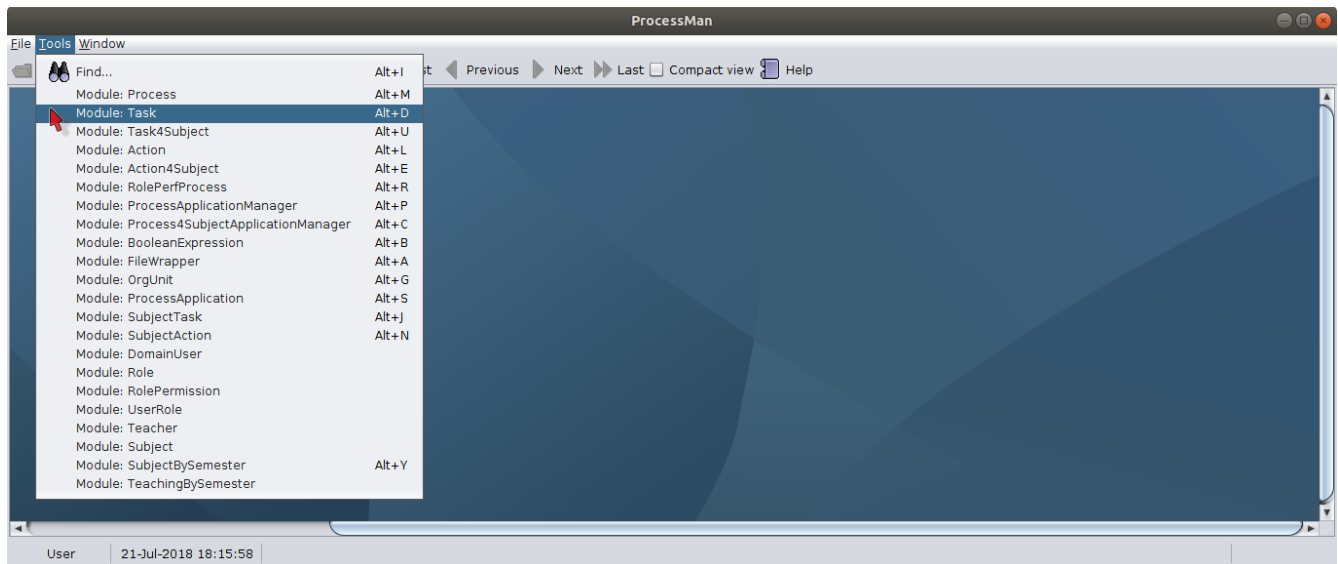 ProcessMan
File Tools Window
Previous Next Last Compact view Help
Find... Alt+I
Module: Process Alt+M
Module: Task Alt+D
Module: Task4Subject Alt+U
Module: Action Alt+L
Module: Action4Subject Alt+E
Module: RolePerfProcess Alt+R
Module: ProcessApplicationManager Alt+P
Module: Process4SubjectApplicationManager Alt+C
Module: BooleanExpression Alt+B
Module: FileWrapper Alt+A
Module: OrgUnit Alt+G
Module: ProcessApplication Alt+S
Module: SubjectTask Alt+J
Module: SubjectAction Alt+N
Module: DomainUser
Module: Role
Module: RolePermission
Module: UserRole
Module: Teacher
Module: Subject
Module: SubjectBySemester Alt+Y
Module: TeachingBySemester
User 21-Jul-2018 18:15:58